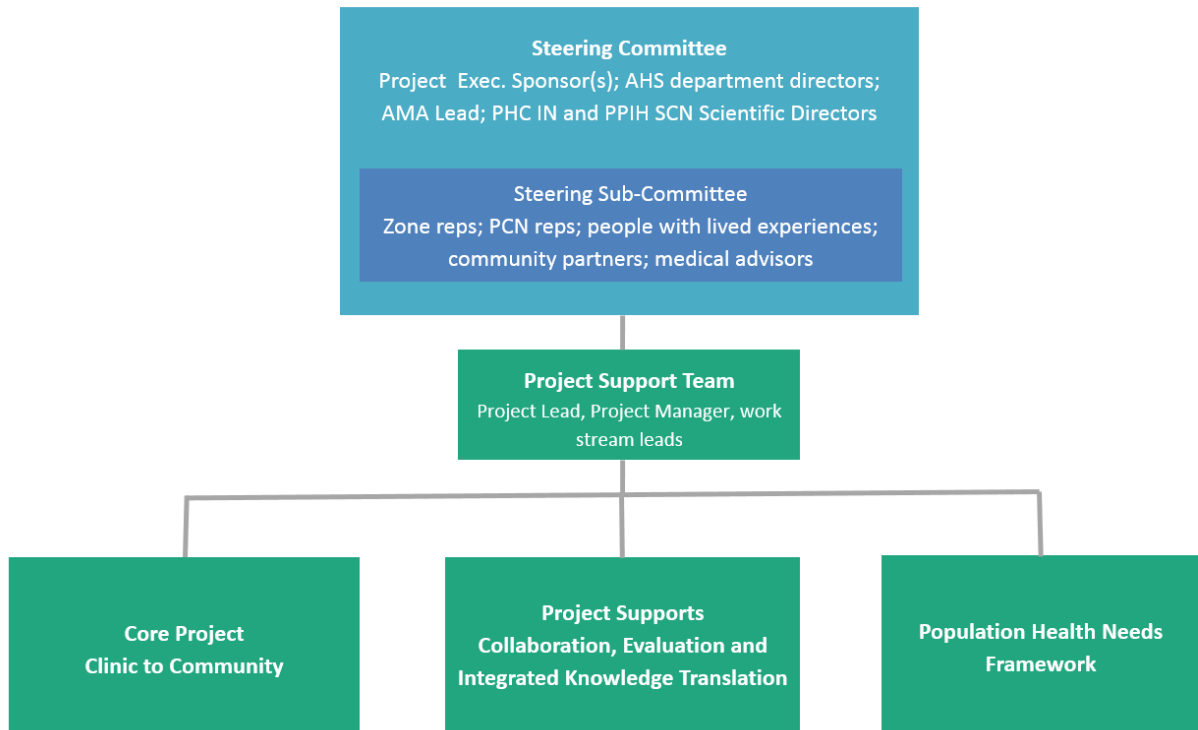 Steering Committee
Project Exec. Sponsor(s); AHS department directors;
AMA Lead; PHC IN and PPIH SCN Scientific Directors
Steering Sub-Committee
Zone reps; PCN reps; people with lived experiences;
community partners; medical advisors
Project Support Team
Project Lead, Project Manager, work
stream leads
Core Project
Clinic to Community
Project Supports
Collaboration, Evaluation and
Integrated Knowledge Translation
Population Health Needs
Framework